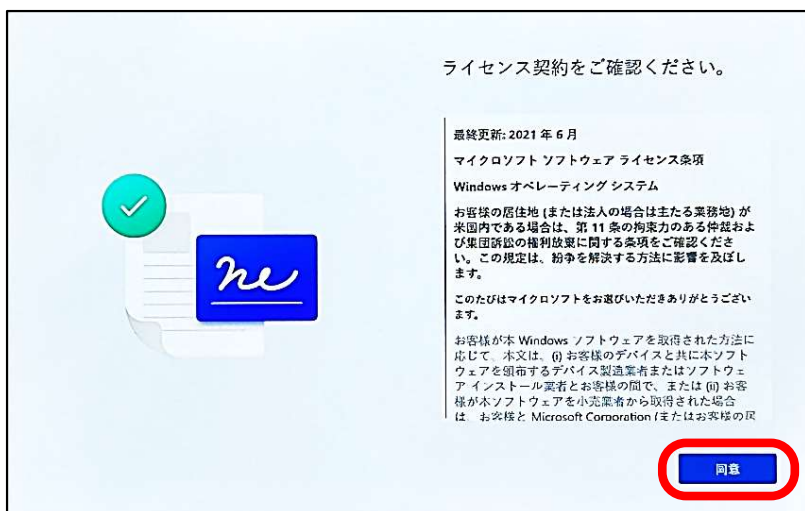 ライセンス契約をご確認ください。
最終更新: 2021 年 6 月
マイクロソフト ソフトウェア ライセンス条項
Windows オペレーティング システム
お客様の居住地 (または法人の場合は主たる業務地) が
米国内である場合は、第 11 条の拘束力のある仲裁およ
び集団訴訟の権利放棄に関する条項をご確認くださ
い。この規定は、紛争を解決する方法に影響を及ぼし
ます。
このたびはマイクロソフトをお選びいただきありがとうござい
ます。
お客様が本 Windows ソフトウェアを取得された方法に
応じて、本文は、(i) お客様のデバイスと共に本ソフト
ウェアを頒布するデバイス製造業者またはソフトウェ
ア インストール業者とお客様の間で、または (ii) お客
様が本ソフトウェアを小売業者から取得された場合
は、お客様と Microsoft Corporation (またはお客様の居
同意